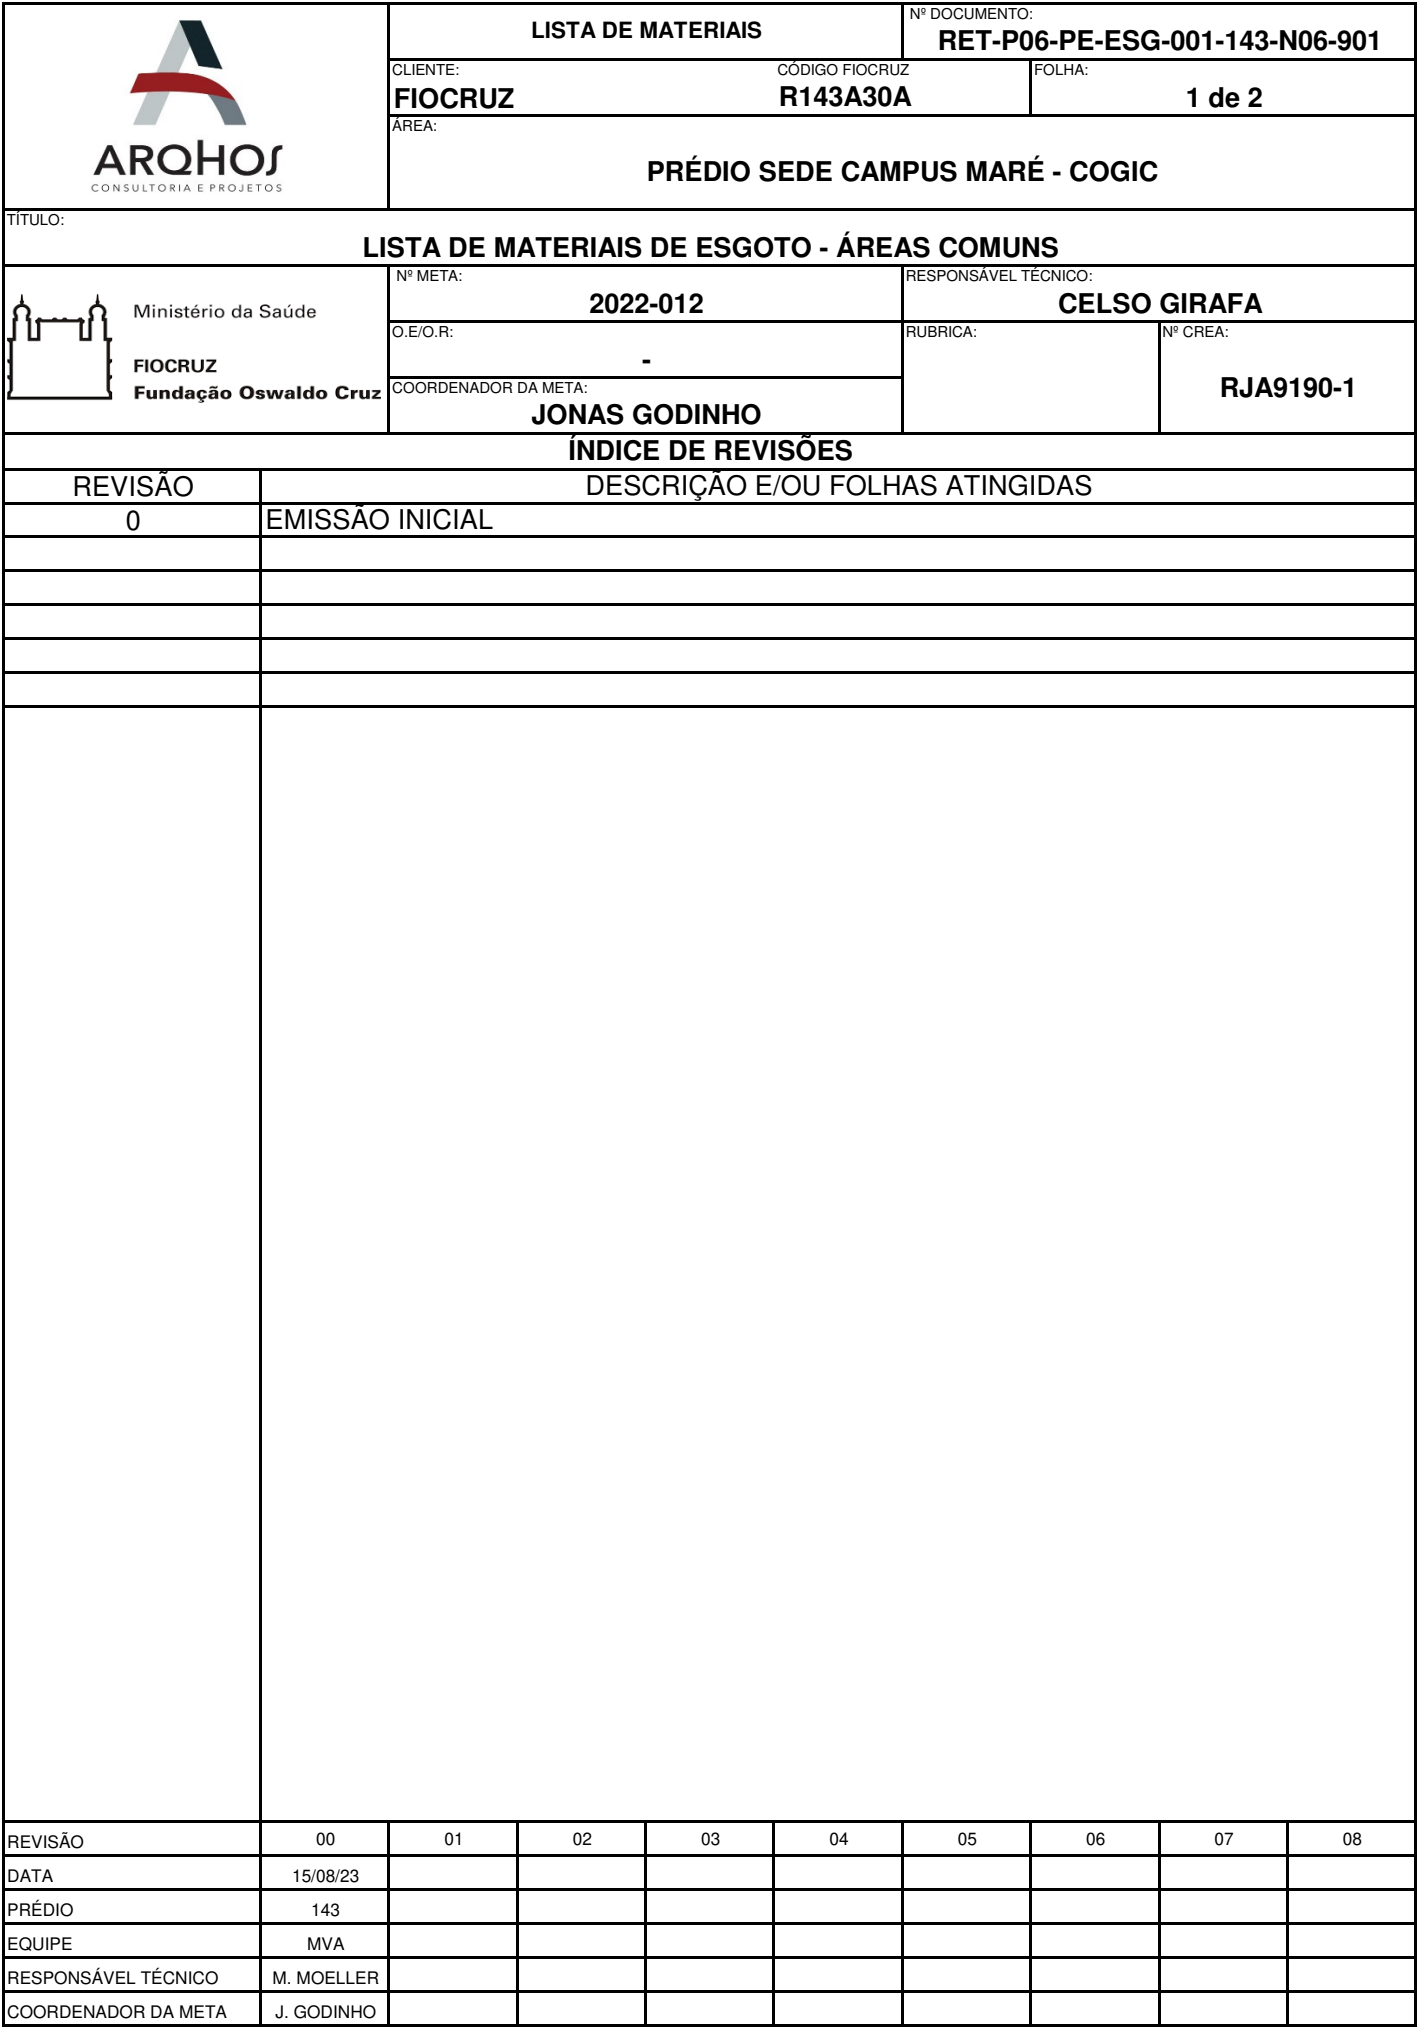 ARQHOS
CONSULTORIA E PROJETOS
LISTA DE MATERIAIS
Nº DOCUMENTO:
RET-P06-PE-ESG-001-143-N06-901
CLIENTE:
FIOCRUZ
CÓDIGO FIOCRUZ
R143A30A
FOLHA:
1 de 2
ÁREA:
PRÉDIO SEDE CAMPUS MARÉ - COGIC
TÍTULO:
LISTA DE MATERIAIS DE ESGOTO - ÁREAS COMUNS
Ministério da Saúde
FIOCRUZ
Fundação Oswaldo Cruz
Nº META:
2022-012
RESPONSÁVEL TÉCNICO:
CELSO GIRAFA
O.E/O.R:
-
RUBRICA:
Nº CREA:
RJA9190-1
COORDENADOR DA META:
JONAS GODINHO
ÍNDICE DE REVISÕES
REVISÃO DESCRIÇÃO E/OU FOLHAS ATINGIDAS
0 EMISSÃO INICIAL
REVISÃO 00 01 02 03 04 05 06 07 08
DATA 15/08/23
PRÉDIO 143
EQUIPE MVA
RESPONSÁVEL TÉCNICO M. MOELLER
COORDENADOR DA META J. GODINHO